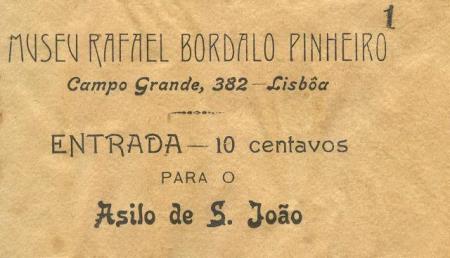 1
MUSEU RAFAEL BORDALO PINHEIRO
Campo Grande, 382 — Lisbôa
ENTRADA — 10 centavos
PARA O
Asilo de S. João